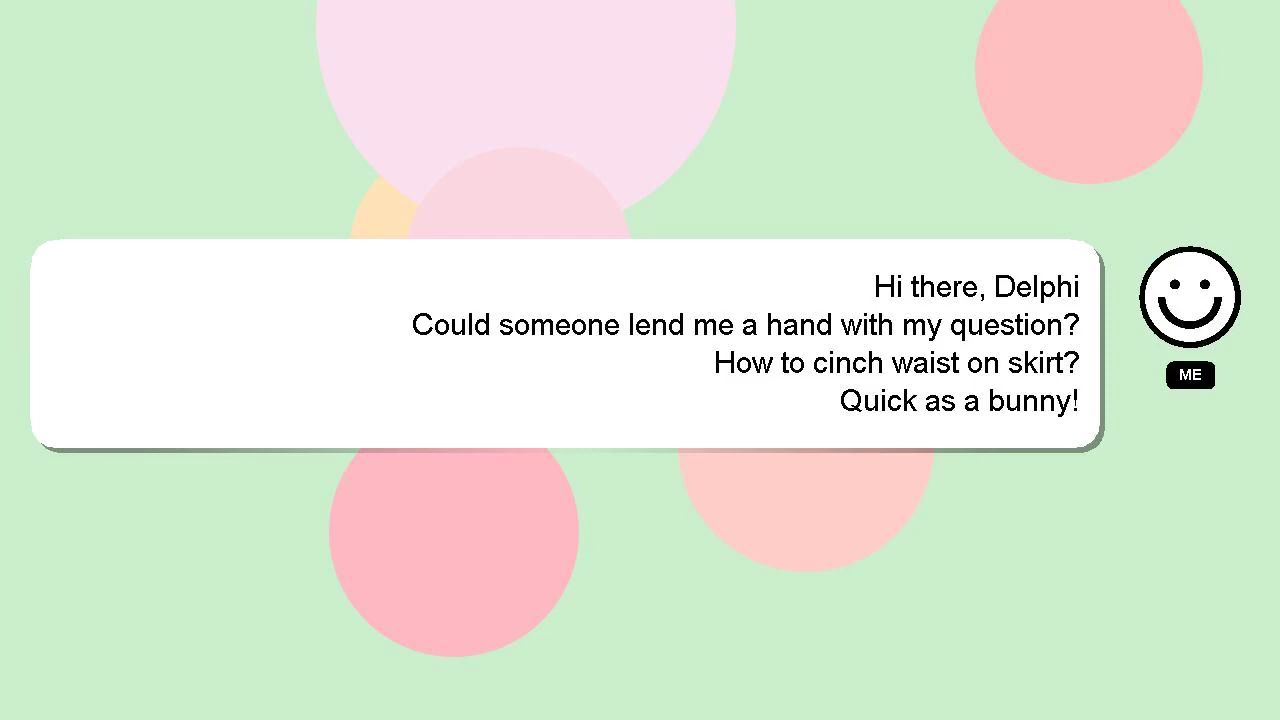 Hi there, Delphi
Could someone lend me a hand with my question?
How to cinch waist on skirt?
Quick as a bunny!
ME